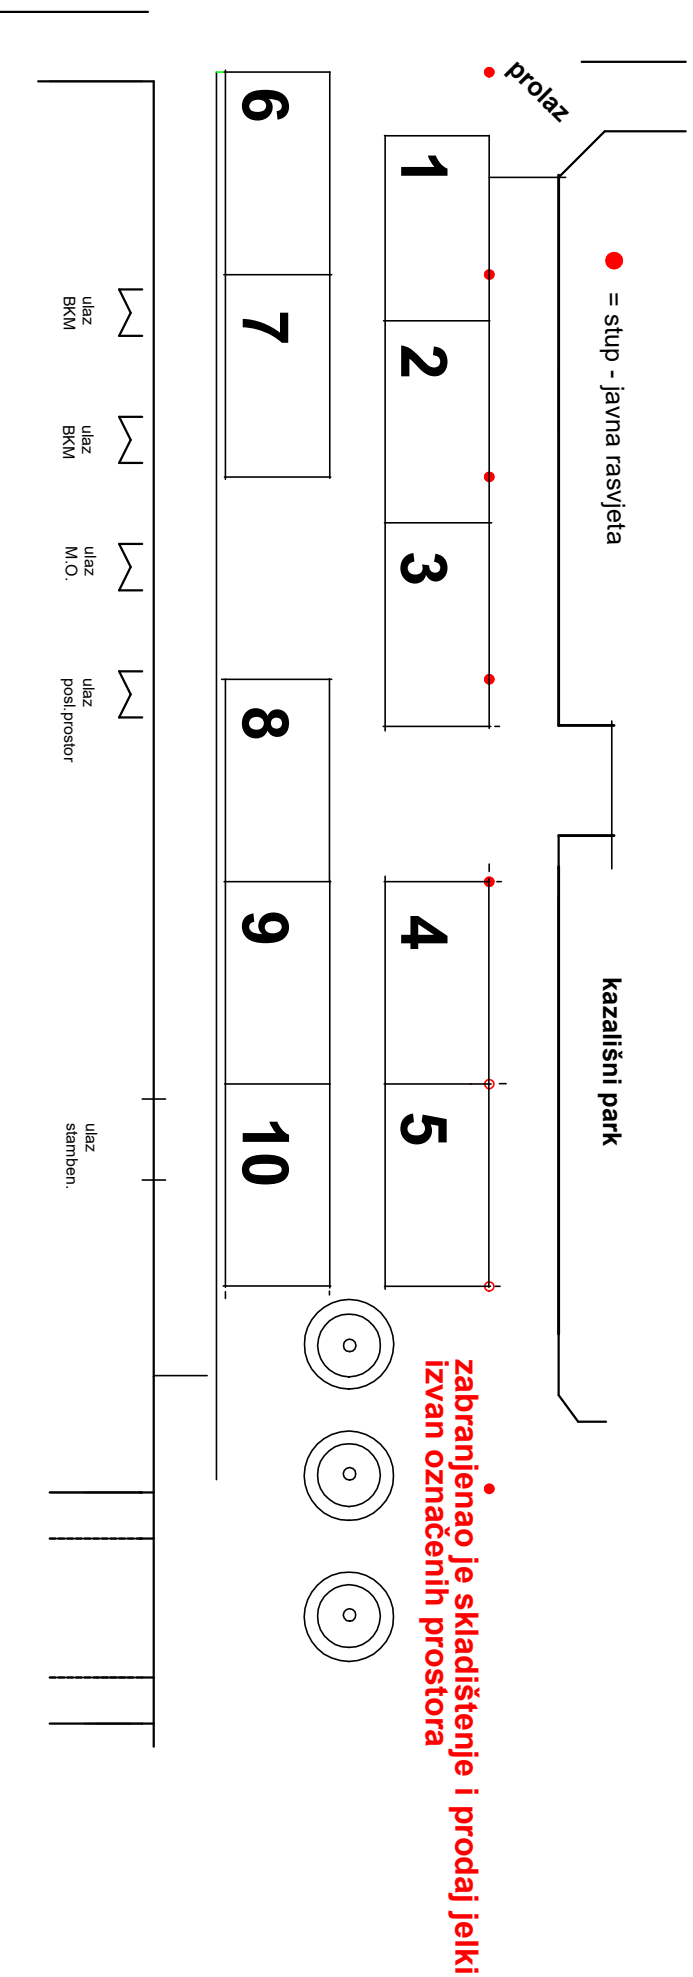 prolaz
= stup - javna rasvjeta
kazališni park
1
2
3
4
5
6
7
8
9
10
zabranjenao je skladištenje i prodaj jelki
izvan označenih prostora
ulaz
BKM
ulaz
BKM
ulaz
M.O.
ulaz
posl.prostor
ulaz
stamben.